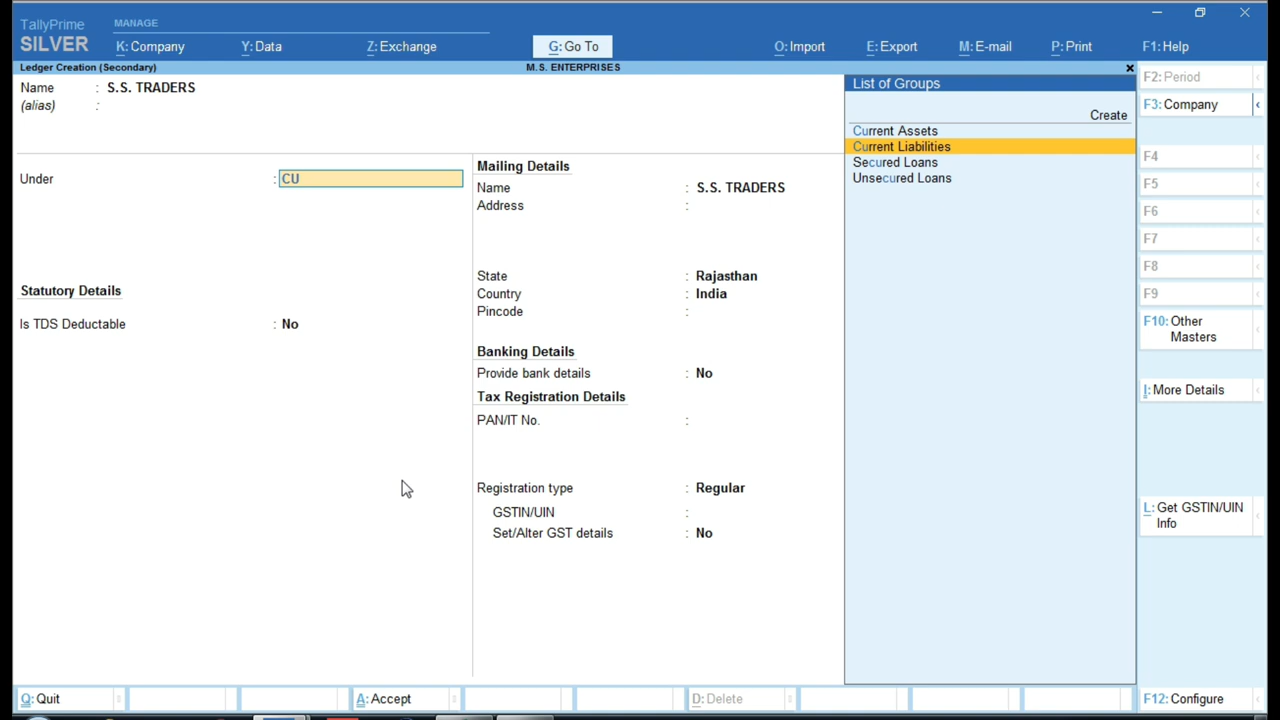 TallyPrime
SILVER
MANAGE
K: Company
Y: Data
Z: Exchange
G: Go To
O: Import
E: Export
M: E-mail
P: Print
F1: Help
Ledger Creation (Secondary)
M.S. ENTERPRISES
Name : S.S. TRADERS
(alias) :
Under : CU
Statutory Details
Is TDS Deductable : No
Mailing Details
Name : S.S. TRADERS
Address :
State : Rajasthan
Country : India
Pincode :
Banking Details
Provide bank details : No
Tax Registration Details
PAN/IT No. :
Registration type : Regular
GSTIN/UIN :
Set/Alter GST details : No
List of Groups
Create
Current Assets
Current Liabilities
Secured Loans
Unsecured Loans
F2: Period
F3: Company
F4
F5
F6
F7
F8
F9
F10: Other
Masters
I: More Details
L: Get GSTIN/UIN
Info
Q: Quit
A: Accept
D: Delete
F12: Configure